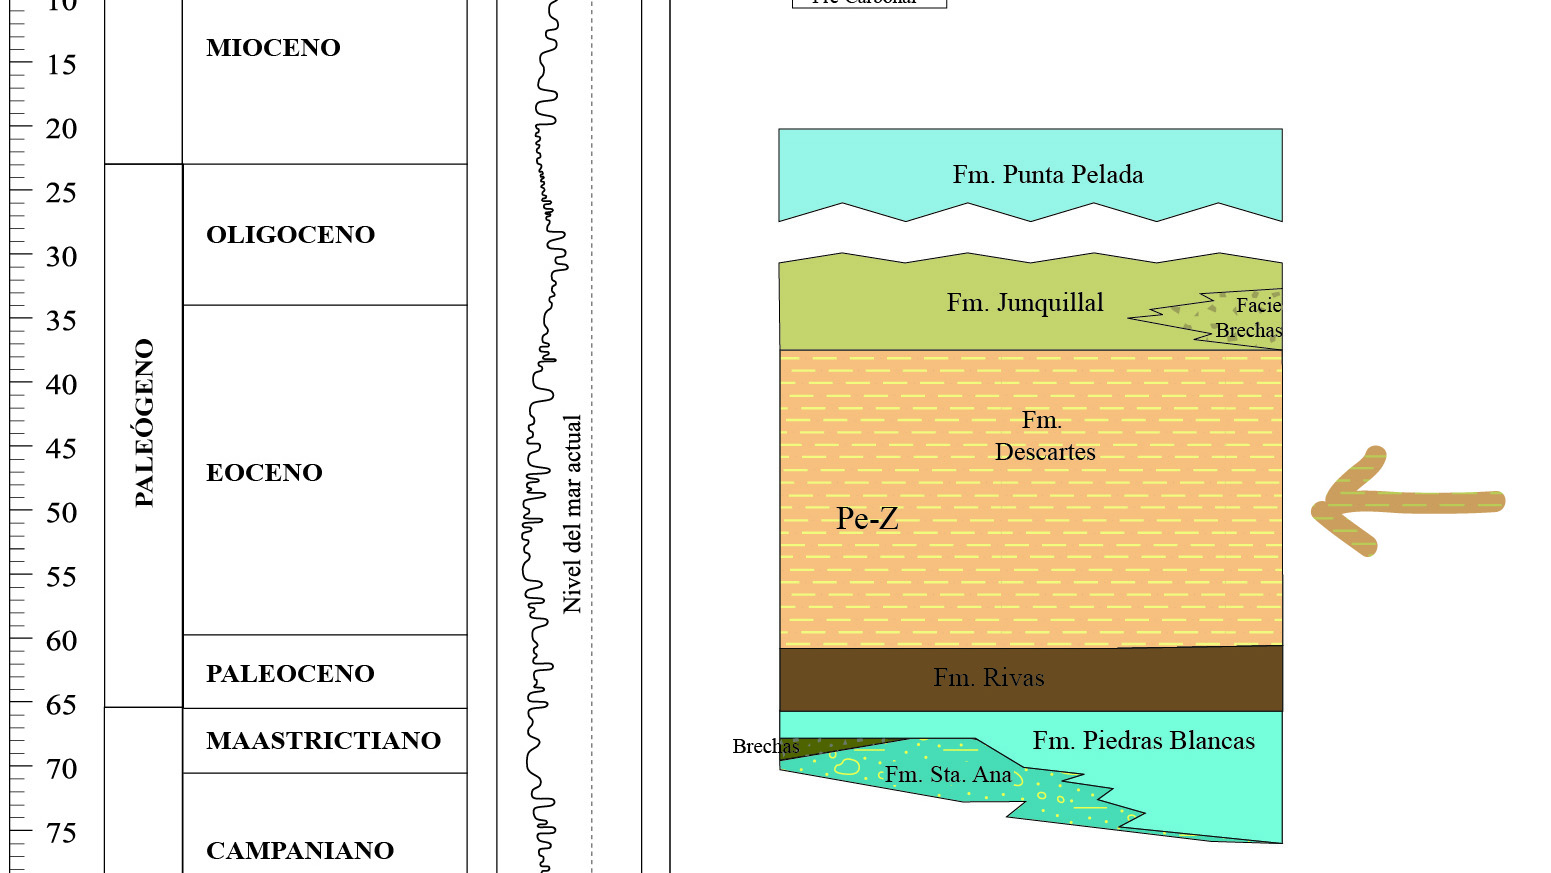 10
Pre-Carbonal
MIOCENO
15
20
Fm. Punta Pelada
25
OLIGOCENO
30
Fm. Junquillal
Facie
Brechas
35
PALEÓGENO
40
Fm.
Descartes
45
EOCENO
Nivel del mar actual
50
Pe-Z
55
60
PALEOCENO
Fm. Rivas
65
MAASTRICTIANO
Brechas
Fm. Piedras Blancas
70
Fm. Sta. Ana
75
CAMPANIANO